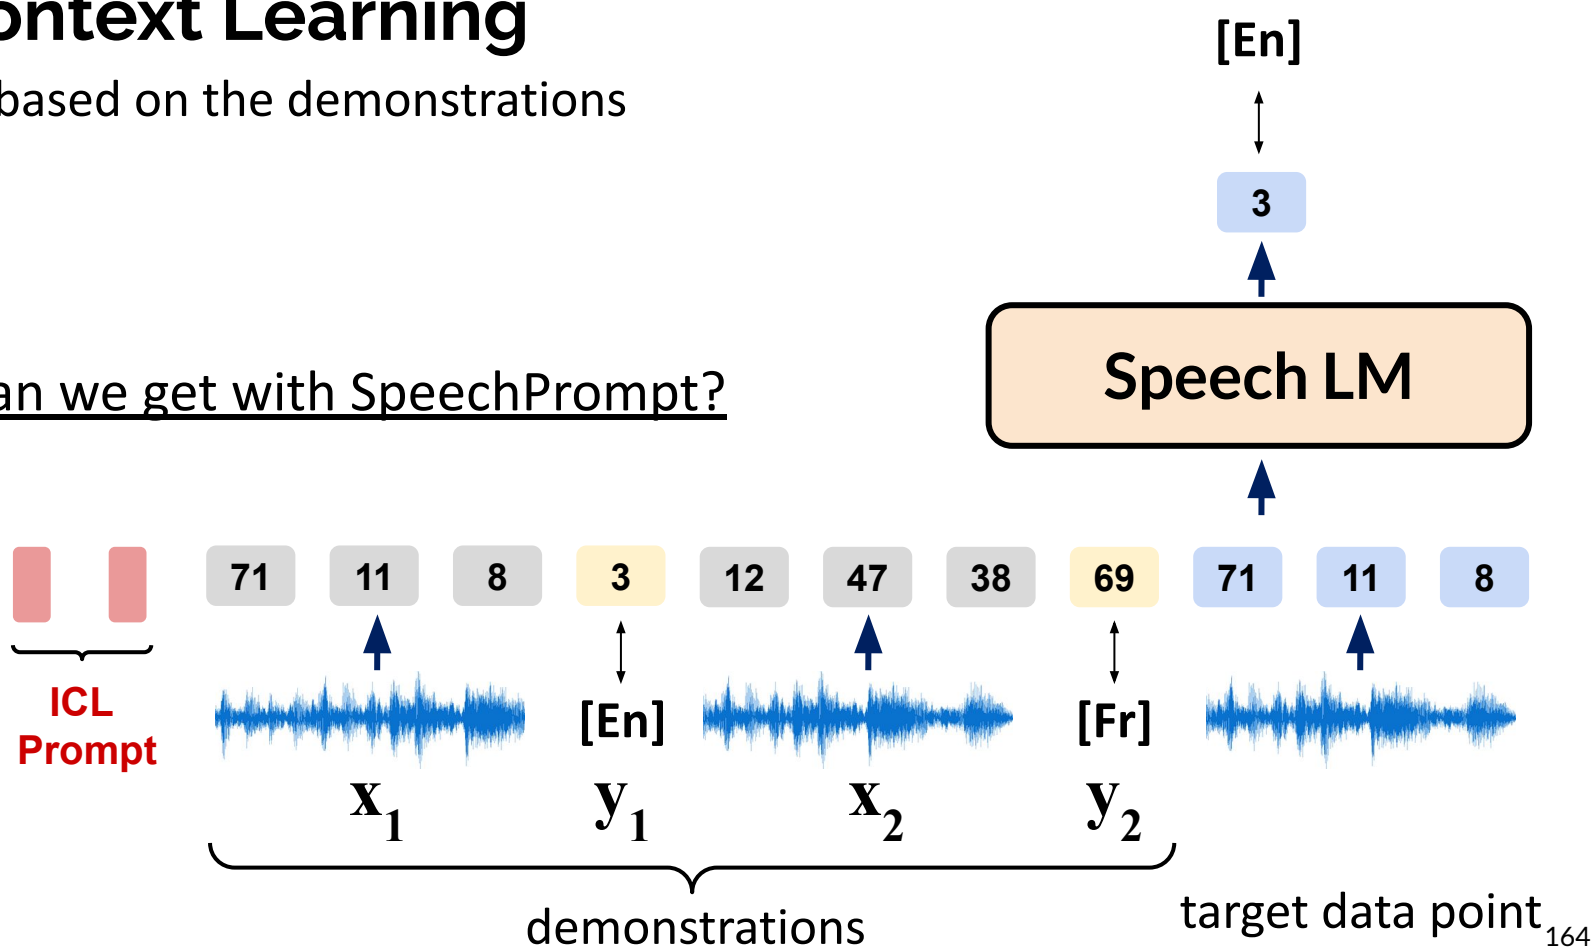 ontext Learning
based on the demonstrations
[En]
3
Speech LM
an we get with SpeechPrompt?
71 11 8 3 12 47 38 69 71 11 8
ICL
Prompt
[En] [Fr]
x1 y1 x2 y2
demonstrations
target data point
164